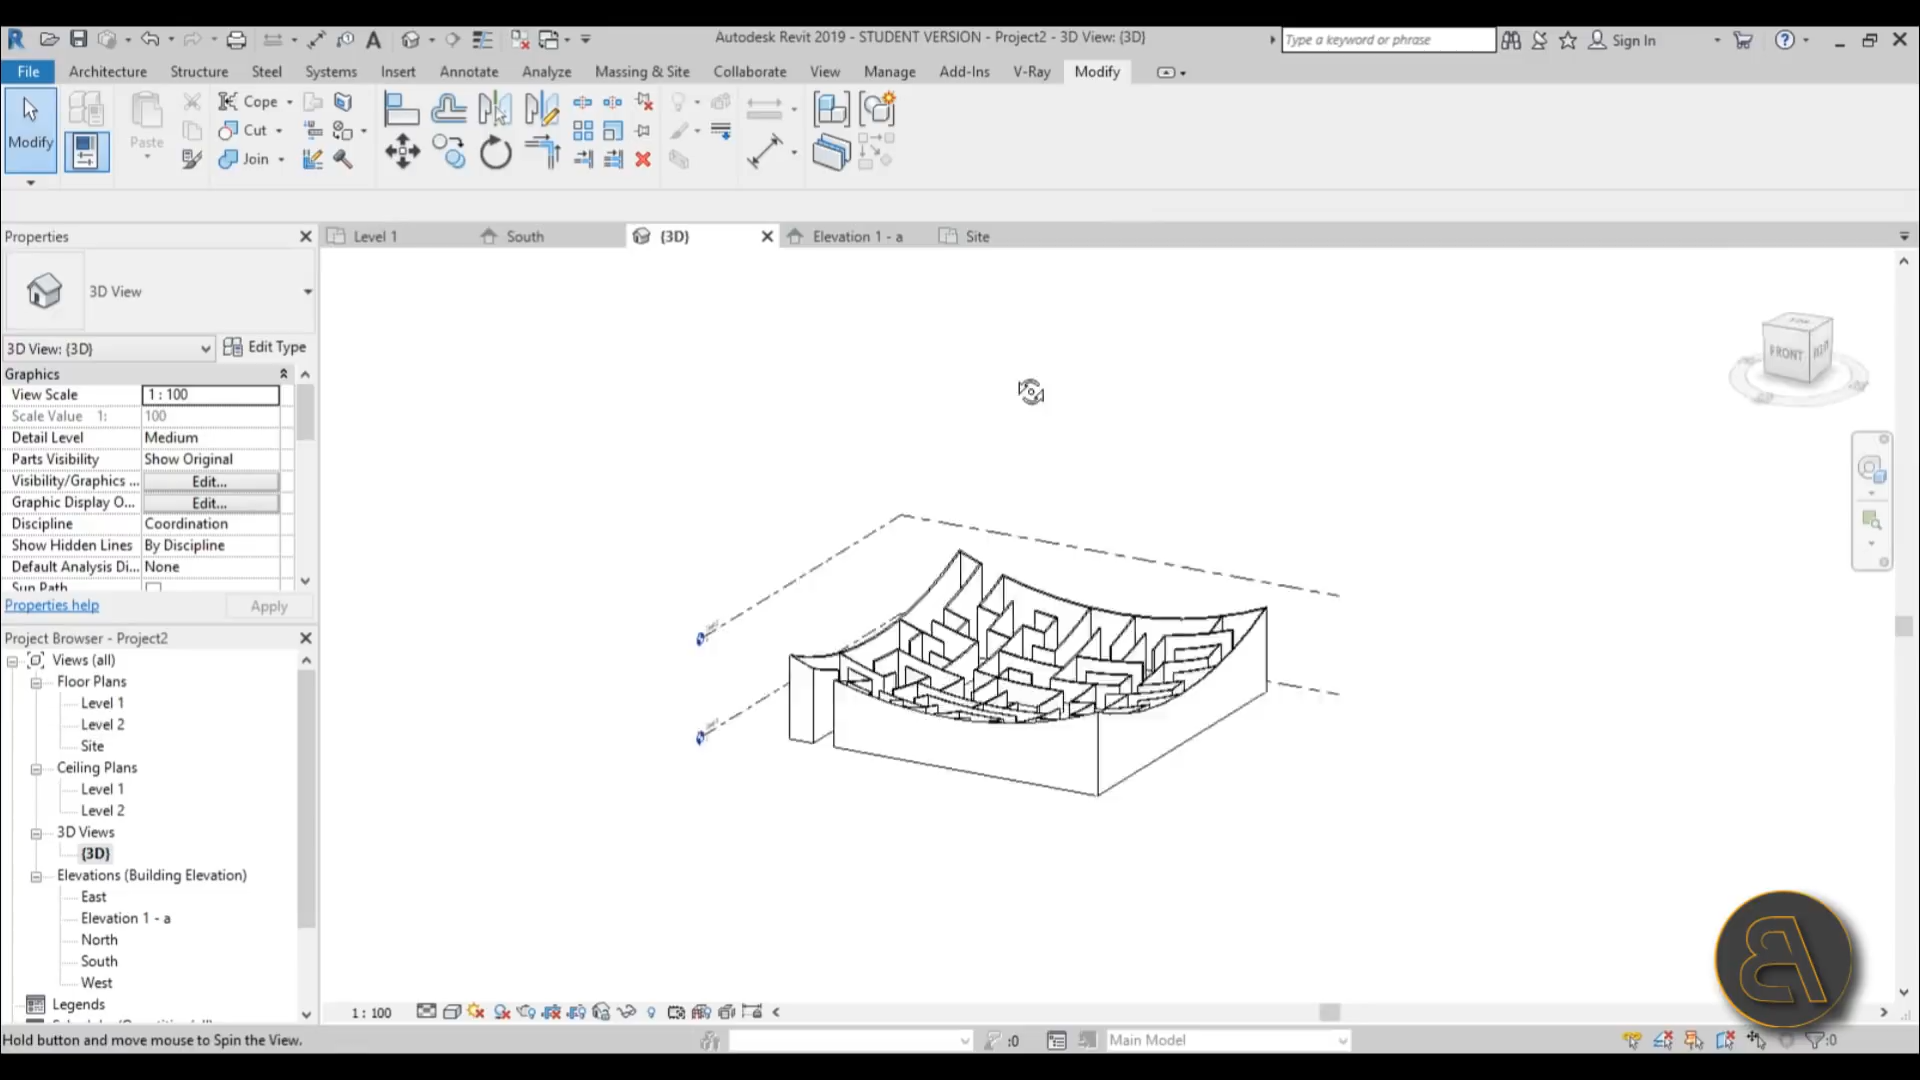 Autodesk Revit 2019 - STUDENT VERSION - Project2 - 3D View: {3D}
Type a keyword or phrase
Sign In
File Architecture Structure Steel Systems Insert Annotate Analyze Massing & Site Collaborate View Manage Add-Ins V-Ray Modify
Modify
Paste
Cope
Cut
Join
Properties
Level 1
South
{3D}
Elevation 1 - a
Site
3D View
3D View: {3D}
Edit Type
Graphics
View Scale 1 : 100
Scale Value 1: 100
Detail Level Medium
Parts Visibility Show Original
Visibility/Graphics ... Edit...
Graphic Display O... Edit...
Discipline Coordination
Show Hidden Lines By Discipline
Default Analysis Di... None
Sun Path
Properties help
Apply
FRONT
Project Browser - Project2
Views (all)
Floor Plans
Level 1
Level 2
Site
Ceiling Plans
Level 1
Level 2
3D Views
{3D}
Elevations (Building Elevation)
East
Elevation 1 - a
North
South
West
Legends
1 : 100
Hold button and move mouse to Spin the View.
:0
Main Model
:0